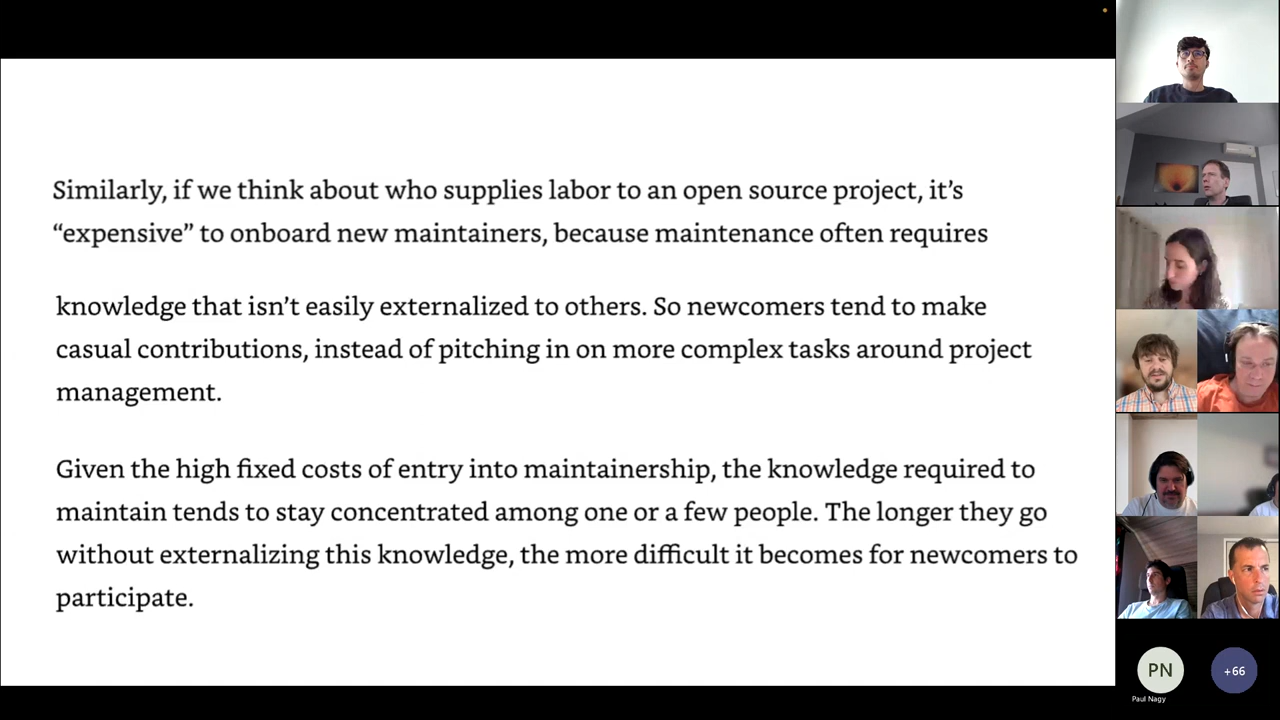 Similarly, if we think about who supplies labor to an open source project, it’s
“expensive” to onboard new maintainers, because maintenance often requires
knowledge that isn’t easily externalized to others. So newcomers tend to make
casual contributions, instead of pitching in on more complex tasks around project
management.
Given the high fixed costs of entry into maintainership, the knowledge required to
maintain tends to stay concentrated among one or a few people. The longer they go
without externalizing this knowledge, the more difficult it becomes for newcomers to
participate.
PN
+66
Paul Nagy